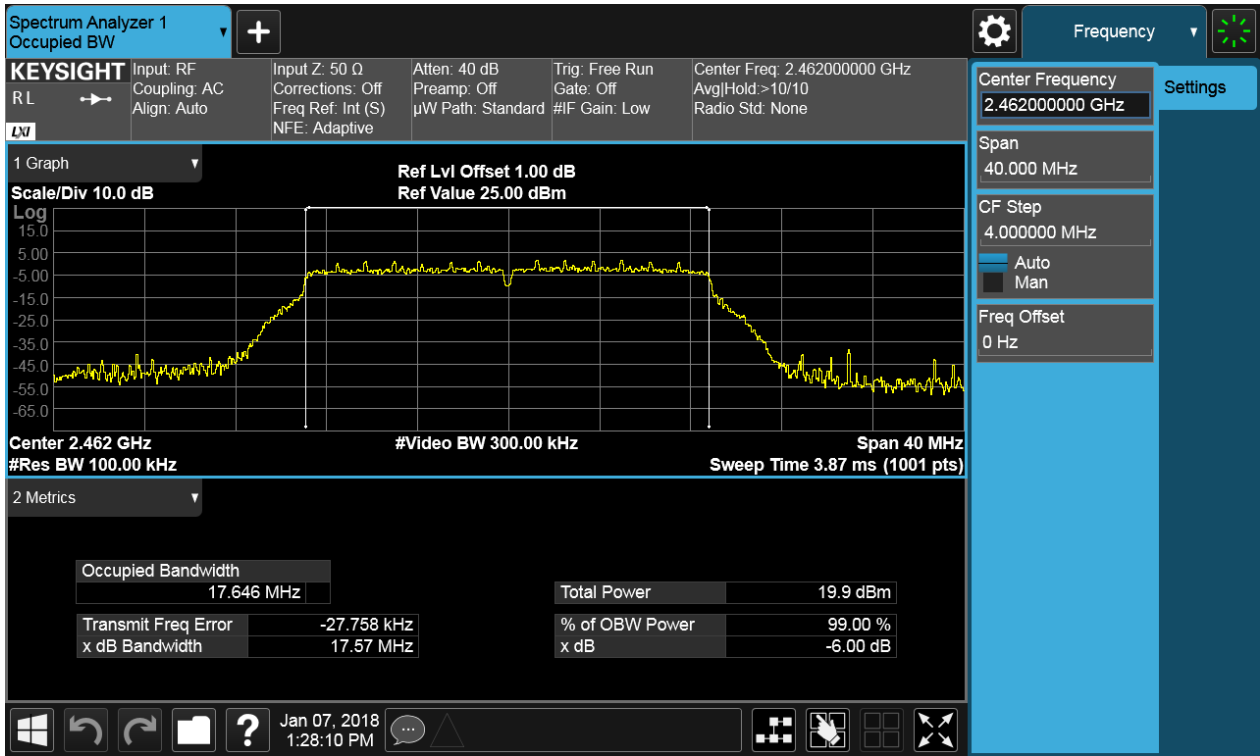 Spectrum Analyzer 1
Occupied BW
Frequency
KEYSIGHT
R L
LXI
Input: RF
Coupling: AC
Align: Auto
Input Z: 50 Ω
Corrections: Off
Freq Ref: Int (S)
NFE: Adaptive
Atten: 40 dB
Preamp: Off
µW Path: Standard
Trig: Free Run
Gate: Off
#IF Gain: Low
Center Freq: 2.462000000 GHz
Avg|Hold:>10/10
Radio Std: None
Center Frequency
2.462000000 GHz
Settings
Span
40.000 MHz
CF Step
4.000000 MHz
Auto
Man
Freq Offset
0 Hz
1 Graph
Scale/Div 10.0 dB
Ref Lvl Offset 1.00 dB
Ref Value 25.00 dBm
Log
15.0
5.00
-5.00
-15.0
-25.0
-35.0
-45.0
-55.0
-65.0
Center 2.462 GHz
#Video BW 300.00 kHz
Span 40 MHz
#Res BW 100.00 kHz
Sweep Time 3.87 ms (1001 pts)
2 Metrics
Occupied Bandwidth
17.646 MHz
Total Power 19.9 dBm
Transmit Freq Error -27.758 kHz
% of OBW Power 99.00 %
x dB Bandwidth 17.57 MHz
x dB -6.00 dB
?
Jan 07, 2018
1:28:10 PM